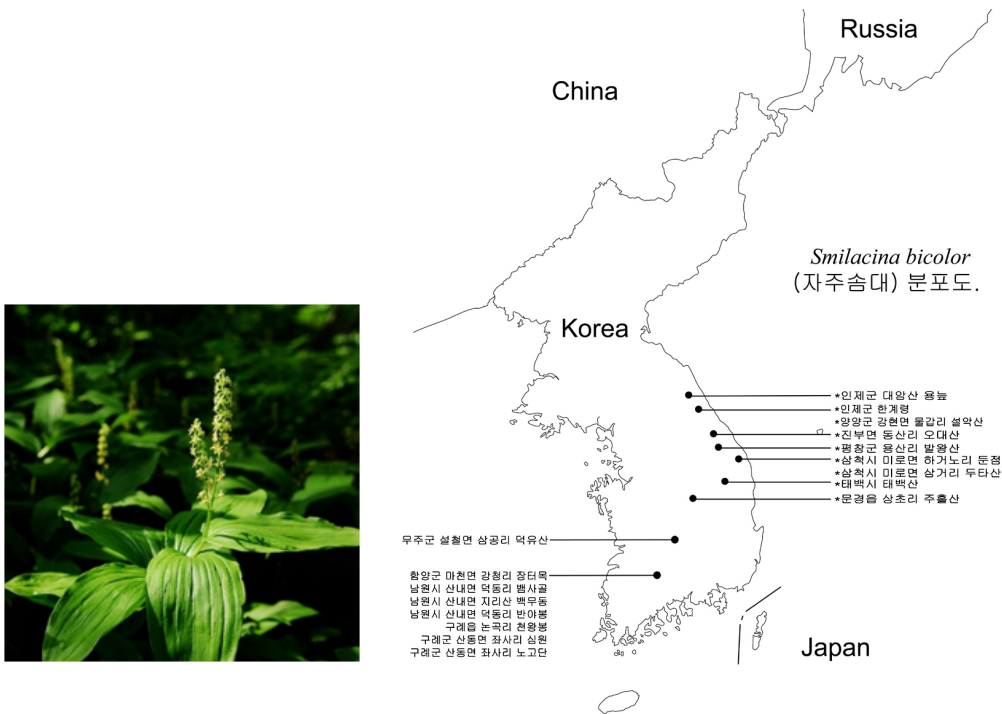 Russia
China
Smilacina bicolor
(자주솜대) 분포도.
Korea
*인제군 대암산 용늪
*인제군 한계령
*양양군 강현면 물갑리 설악산
*진부면 동산리 오대산
*평창군 용산리 발왕산
*삼척시 미로면 하거노리 둔점
*삼척시 미로면 삼거리 두타산
*태백시 태백산
*문경읍 상초리 주흘산
무주군 설철면 삼공리 덕유산
함양군 마천면 강청리 장터목
남원시 산내면 덕동리 뱀사골
남원시 산내면 지리산 백무동
남원시 산내면 덕동리 반야봉
구례읍 논곡리 천왕봉
구례군 산동면 좌사리 심원
구례군 산동면 좌사리 노고단
Japan